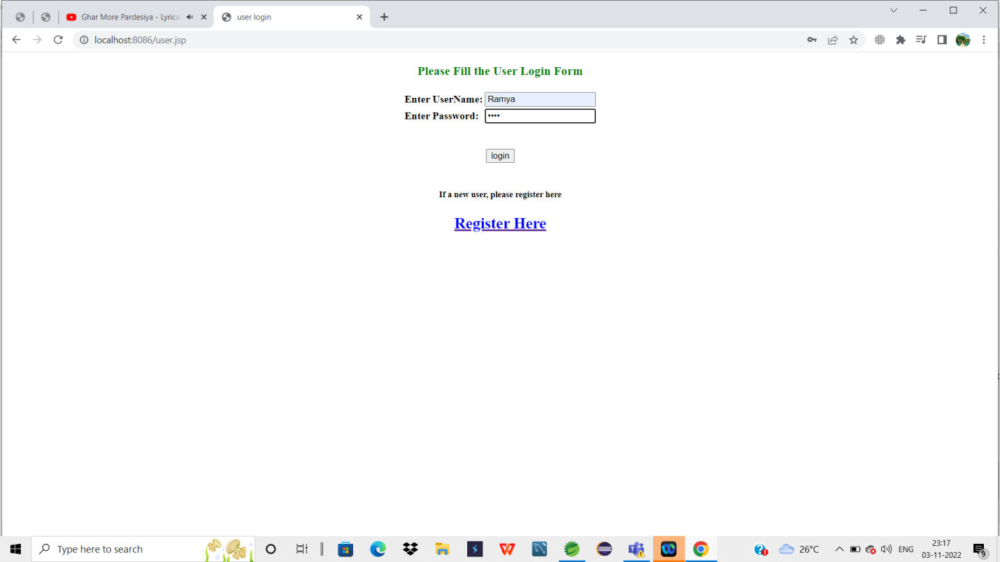 Ghar More Pardesiya - Lyrica
user login
localhost:8086/user.jsp
Please Fill the User Login Form
Enter UserName: Ramya
Enter Password: ••••
login
If a new user, please register here
Register Here
Type here to search
26°C
ENG
23:17
03-11-2022
9